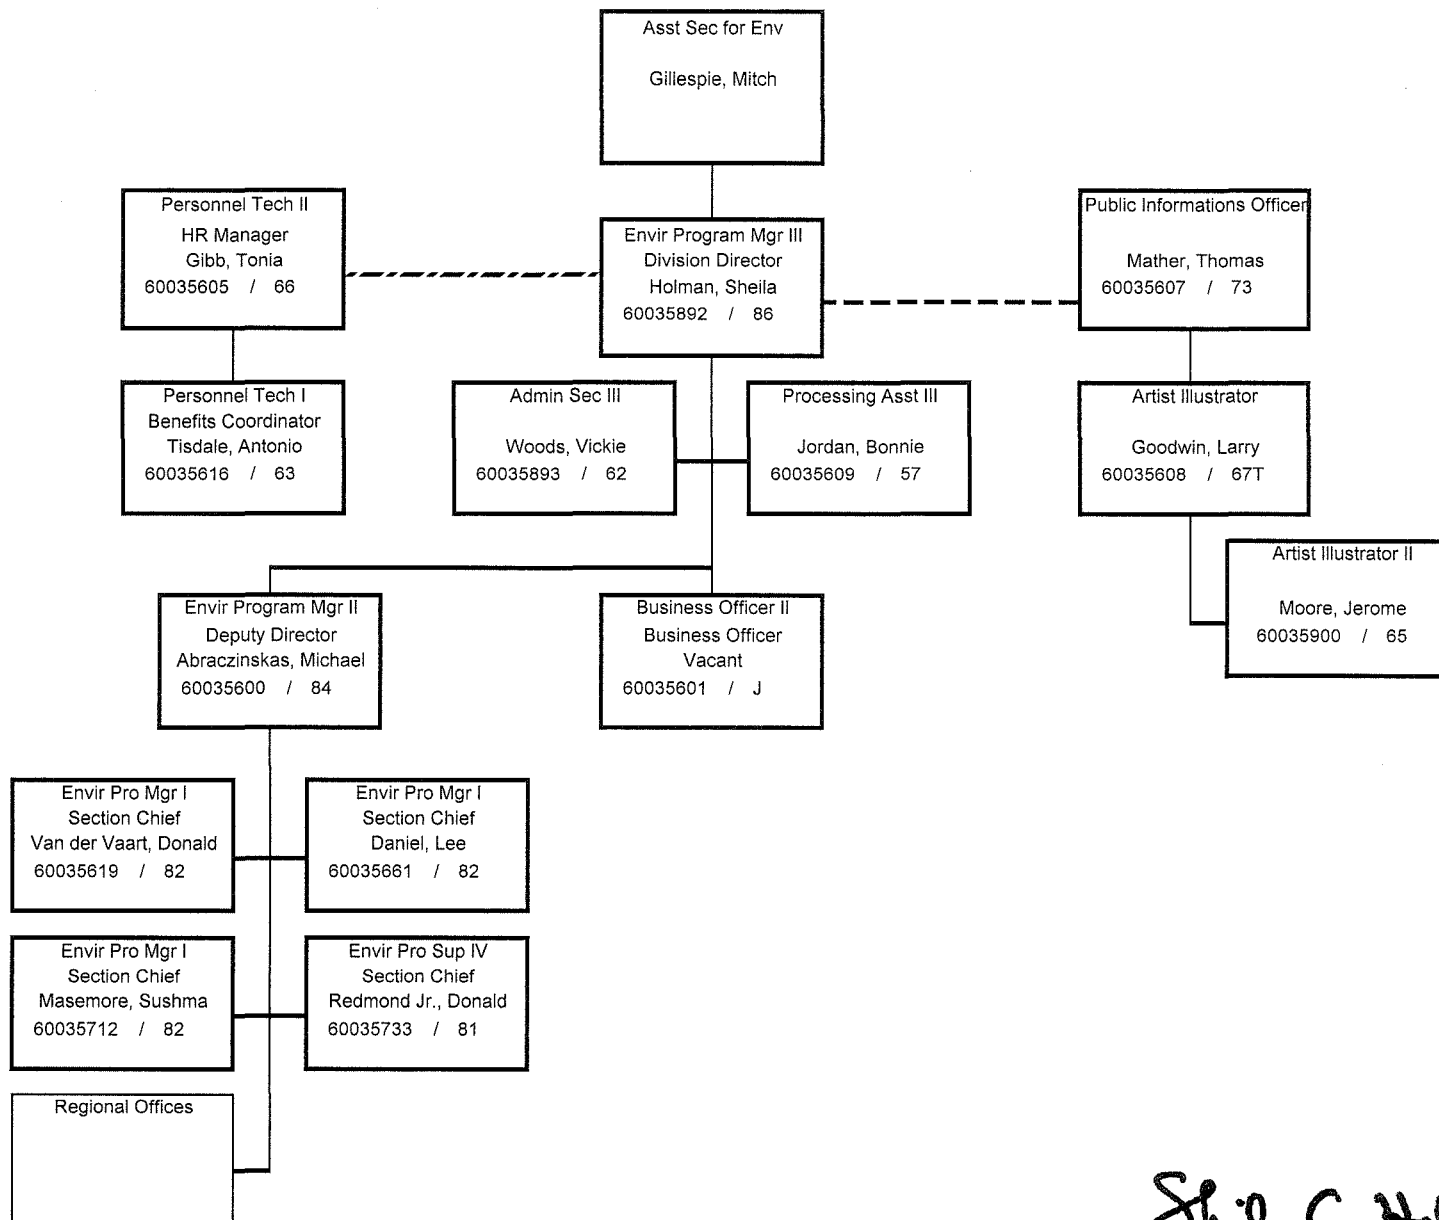 Asst Sec for Env
Gillespie, Mitch
Personnel Tech II
HR Manager
Gibb, Tonia
60035605 / 66
Envir Program Mgr III
Division Director
Holman, Sheila
60035892 / 86
Public Informations Officer
Mather, Thomas
60035607 / 73
Personnel Tech I
Benefits Coordinator
Tisdale, Antonio
60035616 / 63
Admin Sec III
Woods, Vickie
60035893 / 62
Processing Asst III
Jordan, Bonnie
60035609 / 57
Artist Illustrator
Goodwin, Larry
60035608 / 67T
Artist Illustrator II
Moore, Jerome
60035900 / 65
Envir Program Mgr II
Deputy Director
Abraczinskas, Michael
60035600 / 84
Business Officer II
Business Officer
Vacant
60035601 / J
Envir Pro Mgr I
Section Chief
Van der Vaart, Donald
60035619 / 82
Envir Pro Mgr I
Section Chief
Daniel, Lee
60035661 / 82
Envir Pro Mgr I
Section Chief
Masemore, Sushma
60035712 / 82
Envir Pro Sup IV
Section Chief
Redmond Jr., Donald
60035733 / 81
Regional Offices